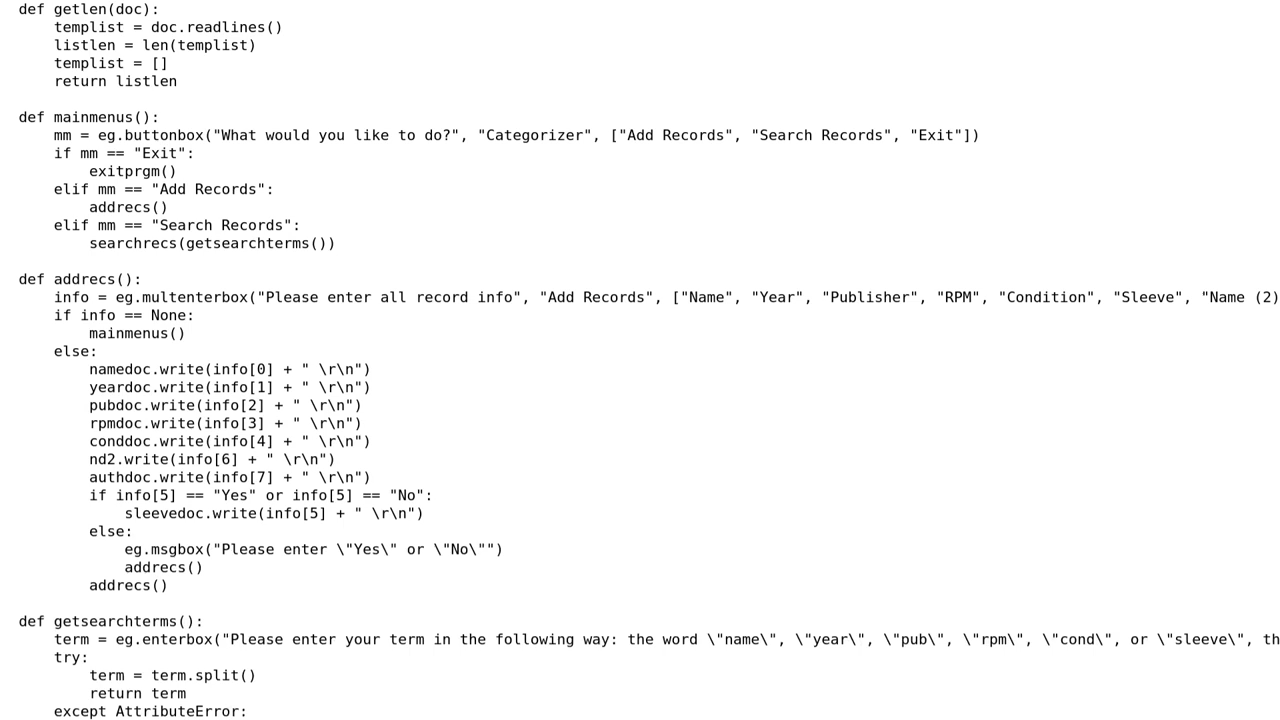 def getlen(doc):
    templist = doc.readlines()
    listlen = len(templist)
    templist = []
    return listlen

def mainmenus():
    mm = eg.buttonbox("What would you like to do?", "Categorizer", ["Add Records", "Search Records", "Exit"])
    if mm == "Exit":
        exitprgm()
    elif mm == "Add Records":
        addrecs()
    elif mm == "Search Records":
        searchrecs(getsearchterms())

def addrecs():
    info = eg.multenterbox("Please enter all record info", "Add Records", ["Name", "Year", "Publisher", "RPM", "Condition", "Sleeve", "Name (2)
    if info == None:
        mainmenus()
    else:
        namedoc.write(info[0] + " \r\n")
        yeardoc.write(info[1] + " \r\n")
        pubdoc.write(info[2] + " \r\n")
        rpmdoc.write(info[3] + " \r\n")
        conddoc.write(info[4] + " \r\n")
        nd2.write(info[6] + " \r\n")
        authdoc.write(info[7] + " \r\n")
        if info[5] == "Yes" or info[5] == "No":
            sleevedoc.write(info[5] + " \r\n")
        else:
            eg.msgbox("Please enter \"Yes\" or \"No\"")
            addrecs()
        addrecs()

def getsearchterms():
    term = eg.enterbox("Please enter your term in the following way: the word \"name\", \"year\", \"pub\", \"rpm\", \"cond\", or \"sleeve\", th
    try:
        term = term.split()
        return term
    except AttributeError: